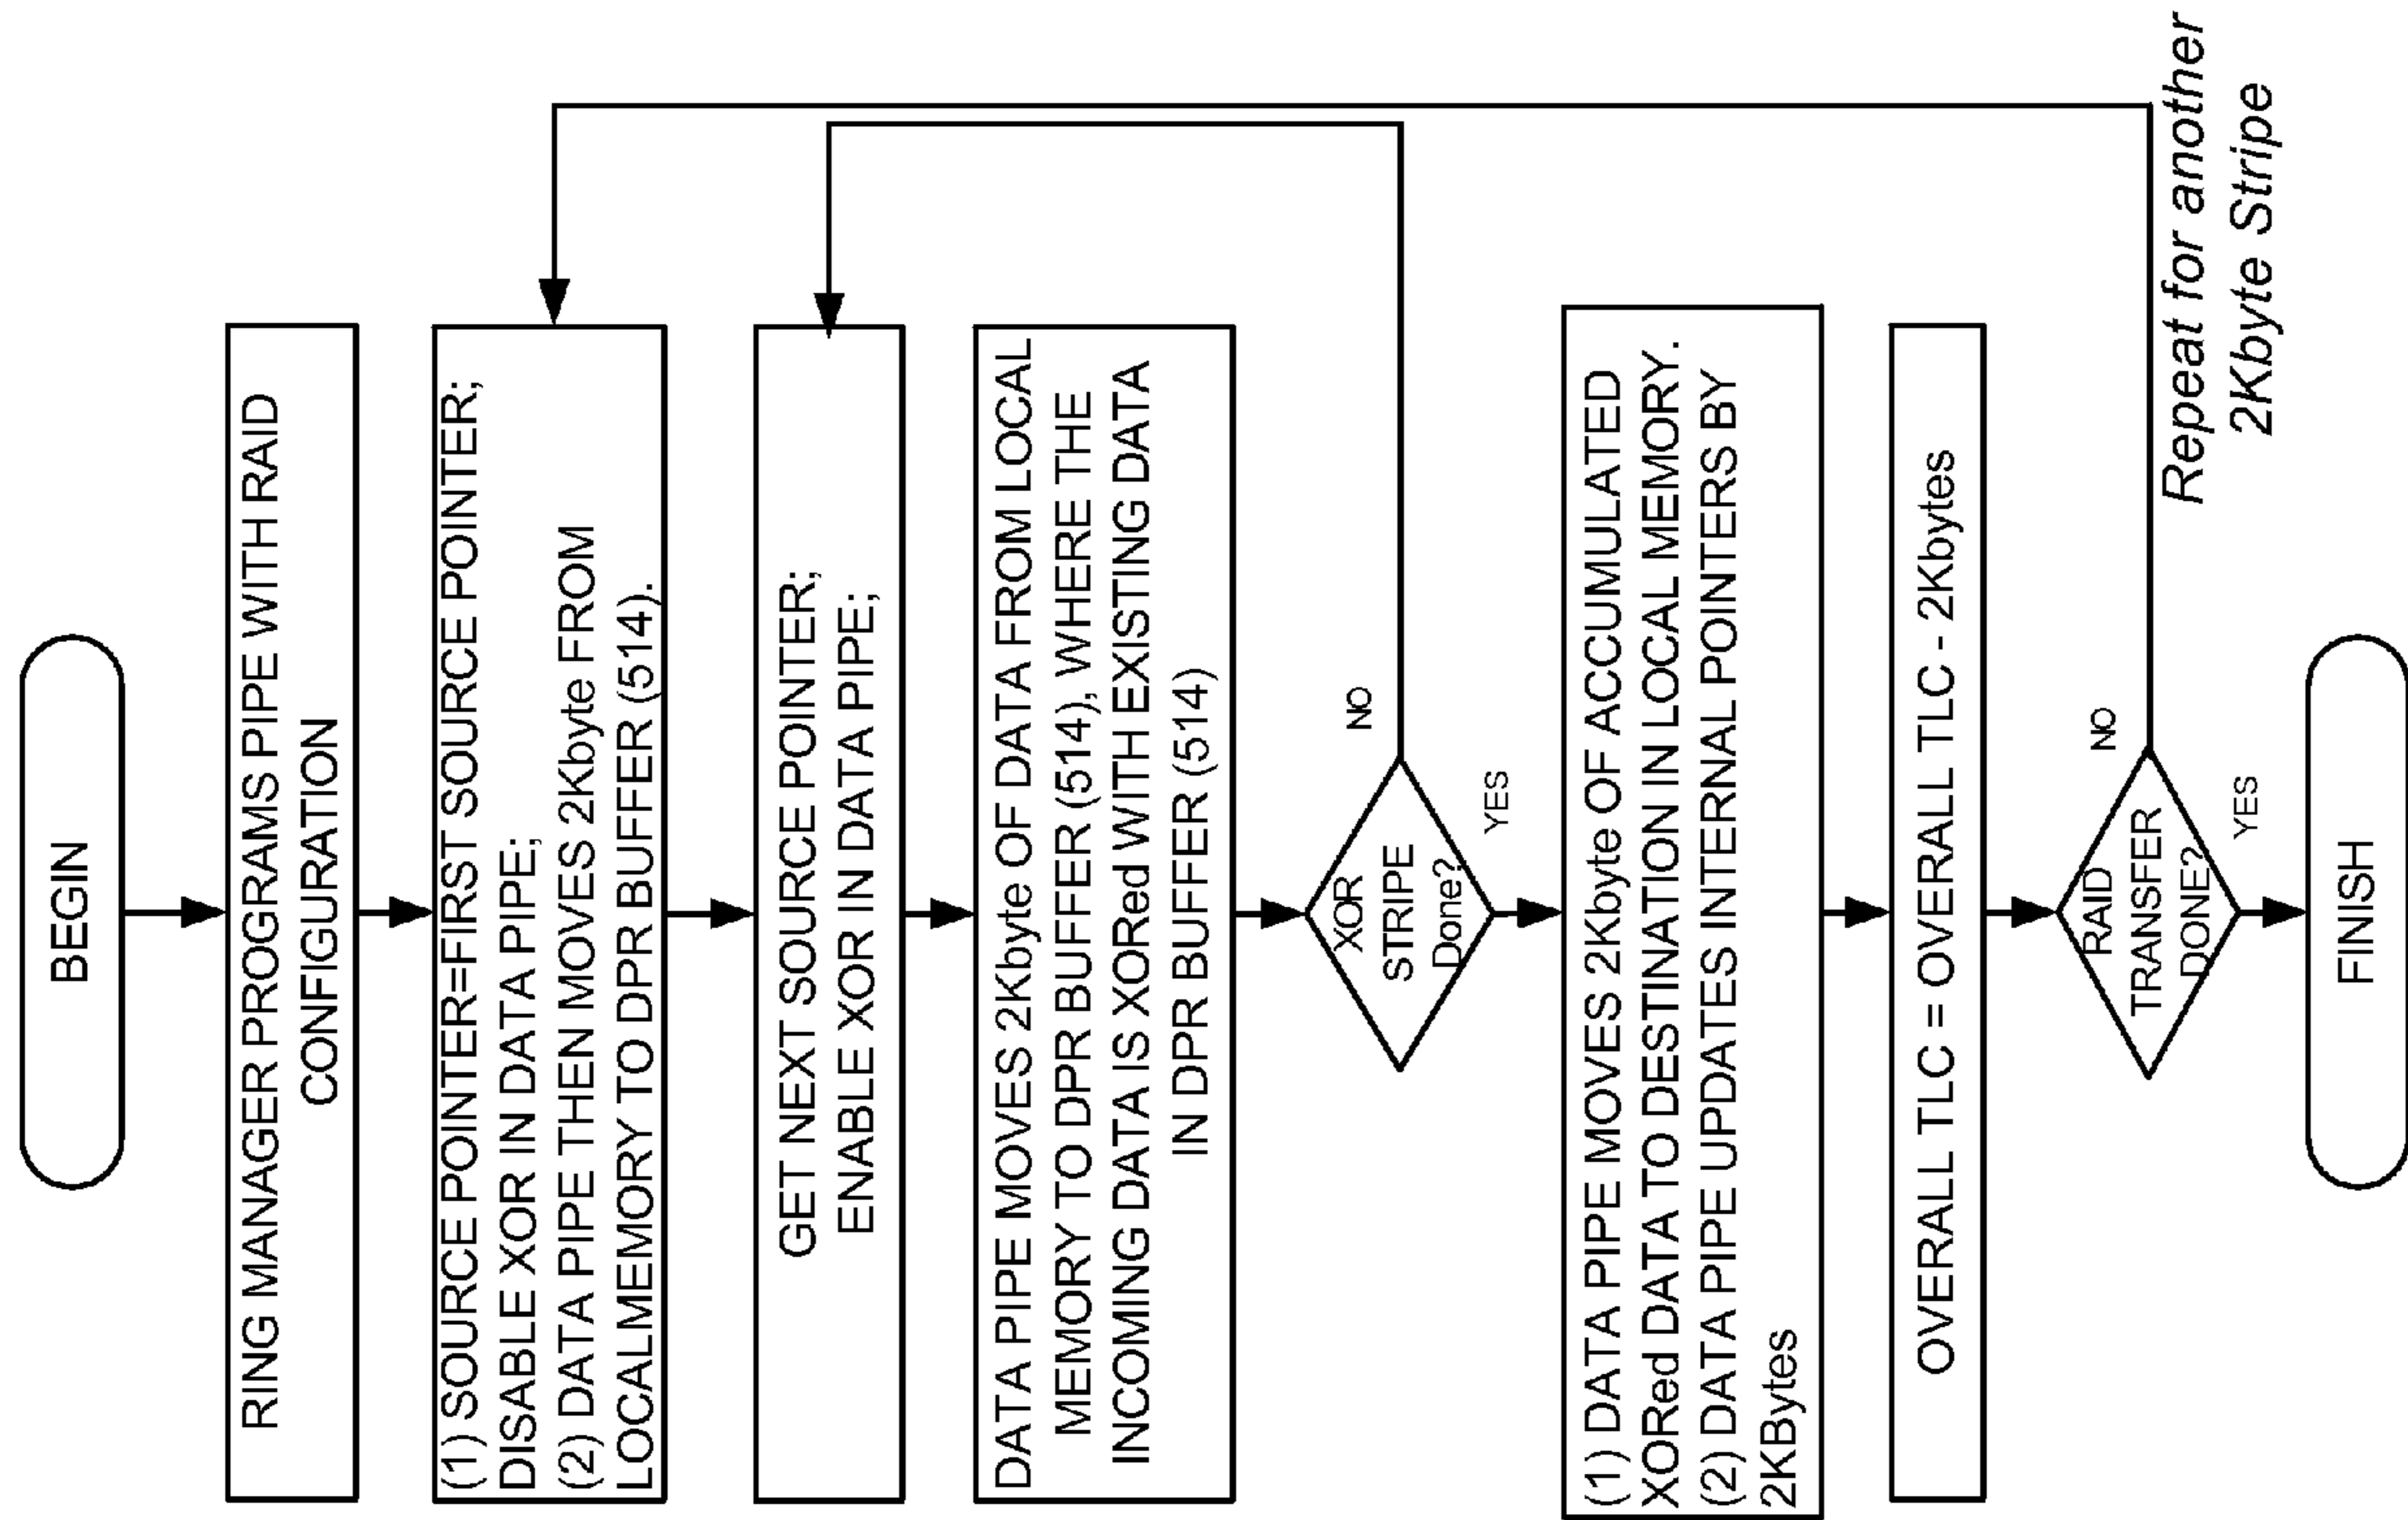 BEGIN
RING MANAGER PROGRAMS PIPE WITH RAID
CONFIGURATION
(1) SOURCE POINTER=FIRST SOURCE POINTER;
DISABLE XOR IN DATA PIPE;
(2) DATA PIPE THEN MOVES 2Kbyte FROM
LOCALMEMORY TO DPR BUFFER (514).
GET NEXT SOURCE POINTER;
ENABLE XOR IN DATA PIPE;
DATA PIPE MOVES 2Kbyte OF DATA FROM LOCAL
MEMORY TO DPR BUFFER (514), WHERE THE
INCOMING DATA IS XORed WITH EXISTING DATA
IN DPR BUFFER (514)
XOR
STRIPE
Done?
NO
YES
(1) DATA PIPE MOVES 2Kbyte OF ACCUMULATED
XORed DATA TO DESTINATION IN LOCAL MEMORY.
(2) DATA PIPE UPDATES INTERNAL POINTERS BY
2KBytes
OVERALL TLC = OVERALL TLC - 2Kbytes
RAID
TRANSFER
DONE?
NO
YES
Repeat for another
2Kbyte Stripe
FINISH